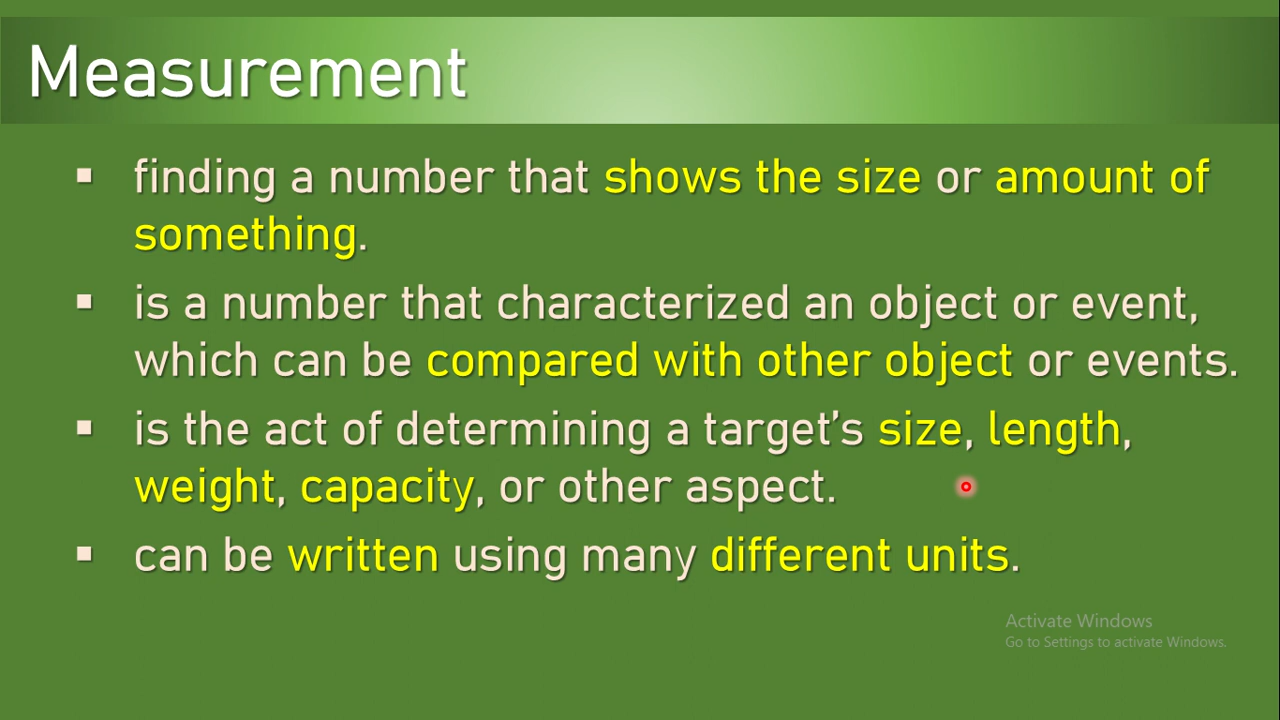 Measurement
▪ finding a number that shows the size or amount of
something.
▪ is a number that characterized an object or event,
which can be compared with other object or events.
▪ is the act of determining a target’s size, length,
weight, capacity, or other aspect.
▪ can be written using many different units.
Activate Windows
Go to Settings to activate Windows.